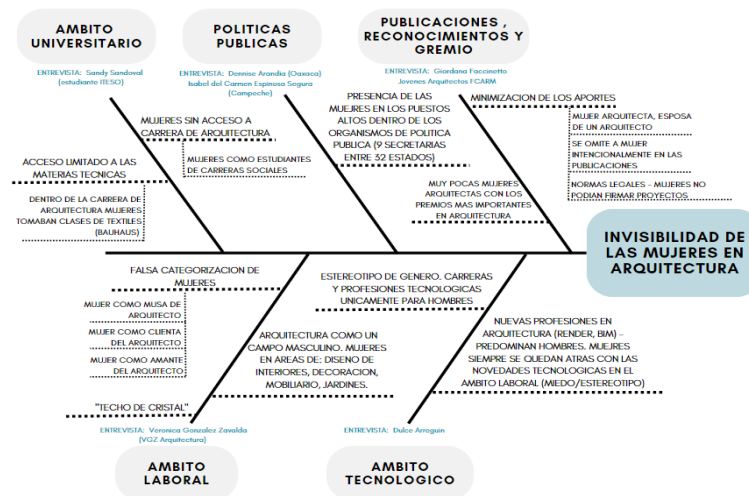 AMBITO
UNIVERSITARIO
ENTREVISTA: Sandy Sandoval
(estudiante ITESO)
POLITICAS
PUBLICAS
ENTREVISTA: Dennise Arandia (Oaxaca)
Isabel del Carmen Espinosa Segura
(Campeche)
PUBLICACIONES ,
RECONOCIMIENTOS Y
GREMIO
ENTREVISTA: Giordana Faccinetto
Jovenes Arquitectos FCARM
MUJERES SIN ACCESO A
CARRERA DE ARQUITECTURA
MUJERES COMO ESTUDIANTES
DE CARRERAS SOCIALES
ACCESO LIMITADO A LAS
MATERIAS TECNICAS
DENTRO DE LA CARRERA DE
ARQUITECTURA MUJERES
TOMABAN CLASES DE TEXTILES
(BAUHAUS)
PRESENCIA DE LAS
MUEJRES EN LOS PUESTOS
ALTOS DENTRO DE LOS
ORGANISMOS DE POLITICA
PUBLICA (9 SECRETARIAS
ENTRE 32 ESTADOS)
MUY POCAS MUJERES
ARQUITECTAS CON LOS
PREMIOS MAS IMPORTANTES
EN ARQUITECTURA
MINIMIZACION DE LOS APORTES
MUJER ARQUITECTA, ESPOSA
DE UN ARQUITECTO
SE OMITE A MUJER
INTENCIONALMENTE EN LAS
PUBLICACIONES
NORMAS LEGALES - MUJERES NO
PODIAN FIRMAR PROYECTOS
INVISIBILIDAD DE
LAS MUJERES EN
ARQUITECTURA
FALSA CATEGORIZACION DE
MUJERES
MUJER COMO MUSA DE
ARQUITECTO
MUJER COMO CUENTA
DEL ARQUITECTO
MUJER COMO AMANTE
DEL ARQUITECTO
"TECHO DE CRISTAL"
ENTREVISTA: Veronica Gonzalez Zavalda
(VGZ Arquitectura)
AMBITO
LABORAL
ESTEREOTIPO DE GENERO. CARRERAS
Y PROFESIONES TECNOLOGICAS
UNICAMENTE PARA HOMBRES
ARQUITECTURA COMO UN
CAMPO MASCULINO. MUJERES
EN AREAS DE: DISENO DE
INTERIORES, DECORACION,
MOBILIARIO, JARDINES.
NUEVAS PROFESIONES EN
ARQUITECTURA (RENDER, BIM) –
PREDOMINAN HOMBRES. MUEJRES
SIEMPRE SE QUEDAN ATRAS CON LAS
NOVEDADES TECNOLOGICAS EN EL
AMBITO LABORAL (MIEDO/ESTEREOTIPO)
ENTREVISTA: Dulce Arreguin
AMBITO
TECNOLOGICO